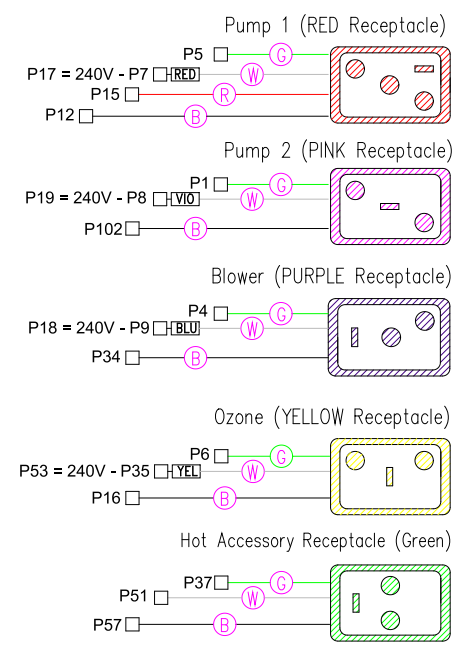 Pump 1 (RED Receptacle)
P5 G
P17 = 240V - P7 RED W
P15 R
P12 B
Pump 2 (PINK Receptacle)
P1 G
P19 = 240V - P8 VIO W
P102 B
Blower (PURPLE Receptacle)
P4 G
P18 = 240V - P9 BLU W
P34 B
Ozone (YELLOW Receptacle)
P6 G
P53 = 240V - P35 YEL W
P16 B
Hot Accessory Receptacle (Green)
P37 G
P51 W
P57 B